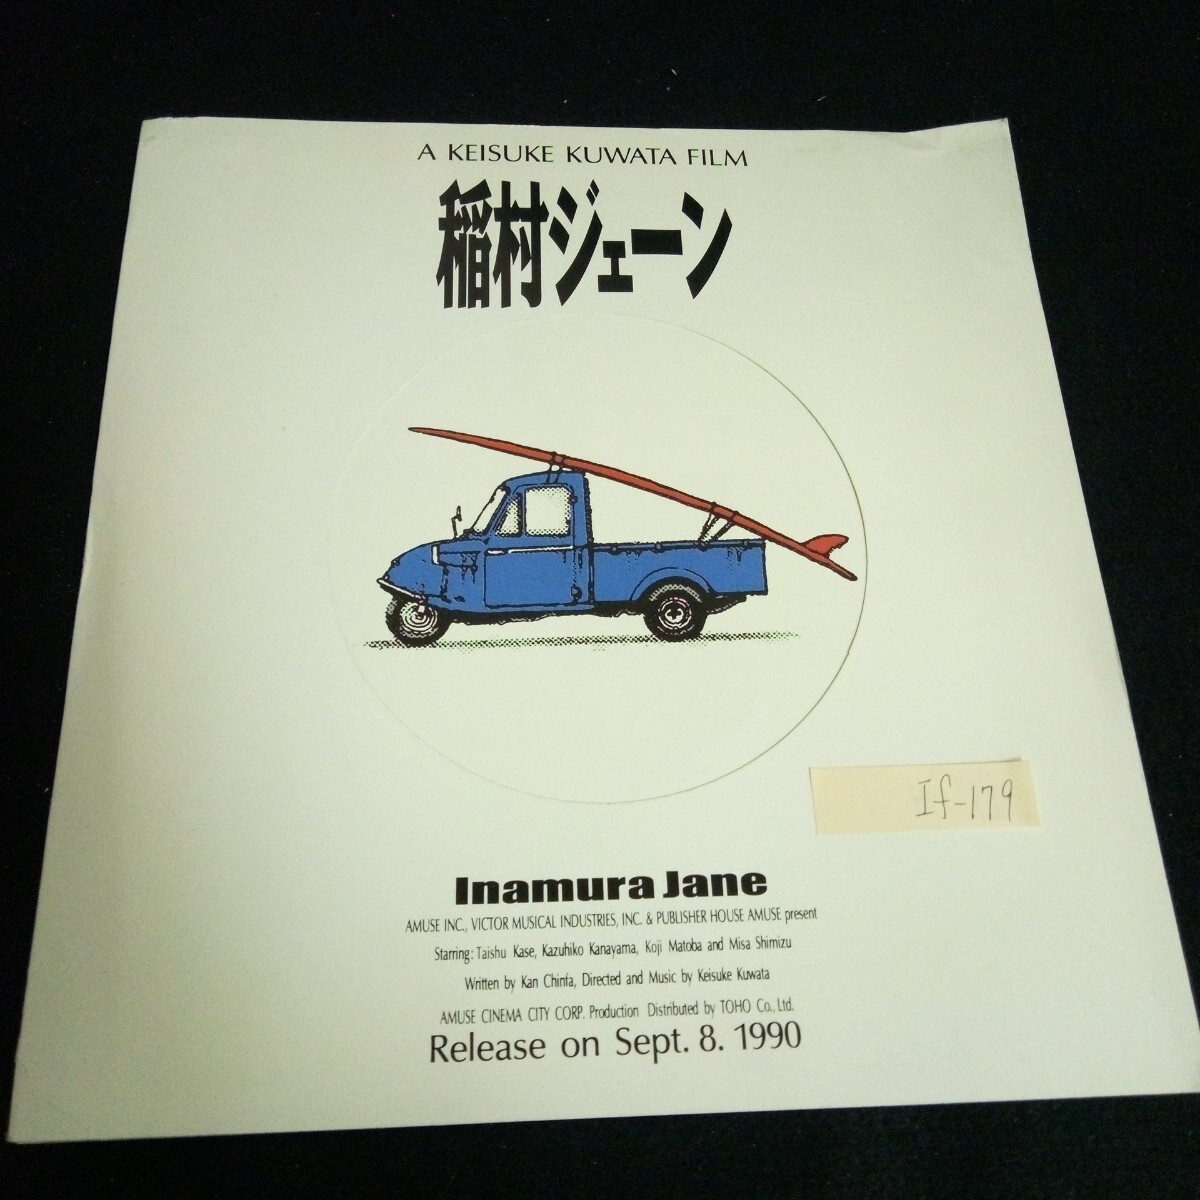 A KEISUKE KUWATA FILM
稲村ジェーン
If-179
Inamura Jane
AMUSE INC., VICTOR MUSICAL INDUSTRIES, INC. & PUBLISHER HOUSE AMUSE present
Starring: Taishu Kase, Kazuhiko Kanayama, Koji Matoba and Misa Shimizu
Written by Kan Chinfa, Directed and Music by Keisuke Kuwata
AMUSE CINEMA CITY CORP. Production Distributed by TOHO Co., Ltd.
Release on Sept. 8. 1990